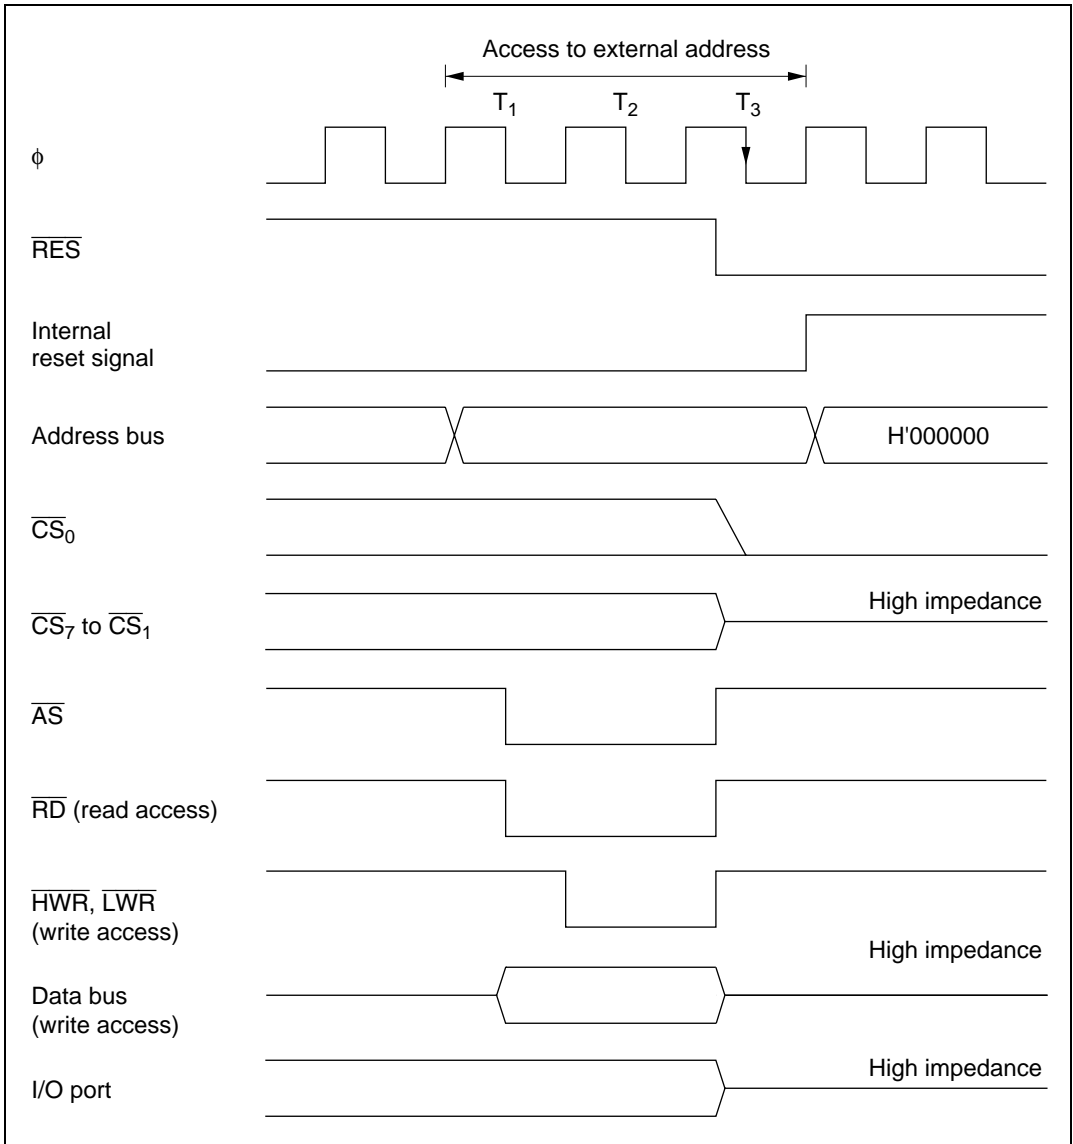 Access to external address
T1 T2 T3
φ
RES
Internal
reset signal
Address bus
H'000000
CS0
CS7 to CS1
High impedance
AS
RD (read access)
HWR, LWR
(write access)
High impedance
Data bus
(write access)
I/O port
High impedance